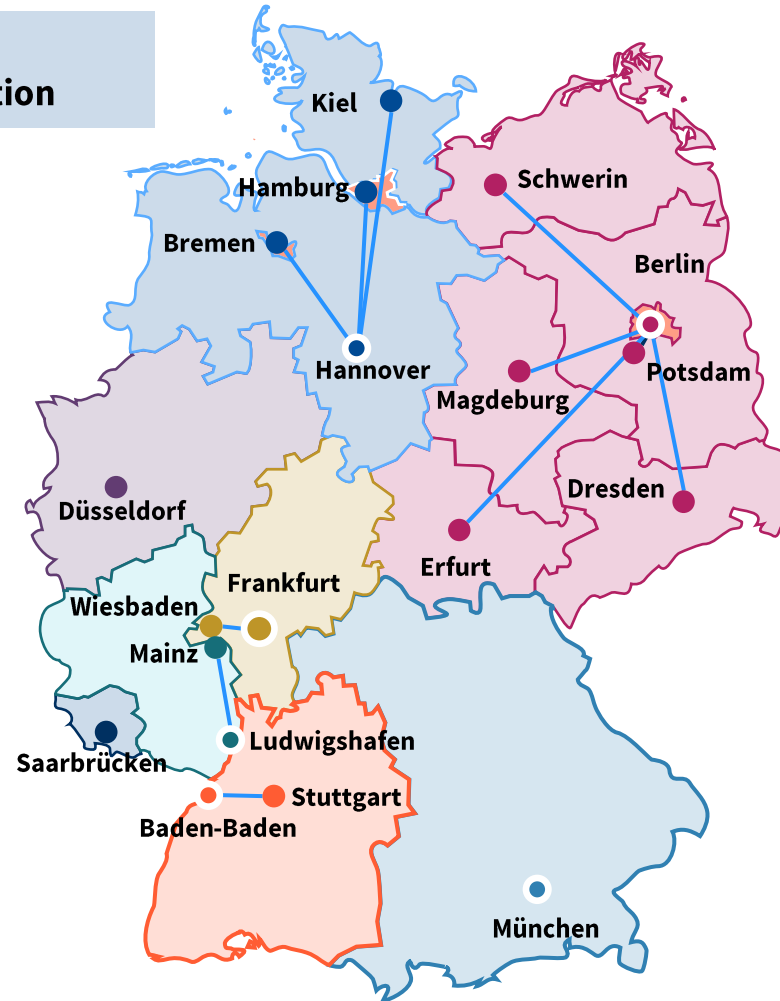 tion
Kiel
Hamburg
Schwerin
Bremen
Berlin
Hannover
Potsdam
Magdeburg
Düsseldorf
Dresden
Erfurt
Frankfurt
Wiesbaden
Mainz
Ludwigshafen
Saarbrücken
Stuttgart
Baden-Baden
München